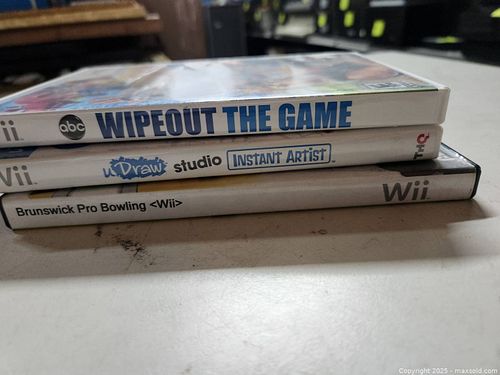 ii. abc WIPEOUT THE GAME
Wii. uDraw studio INSTANT ARTIST THQ
Brunswick Pro Bowling <Wii> Wii
Copyright 2025 - maxsold.com